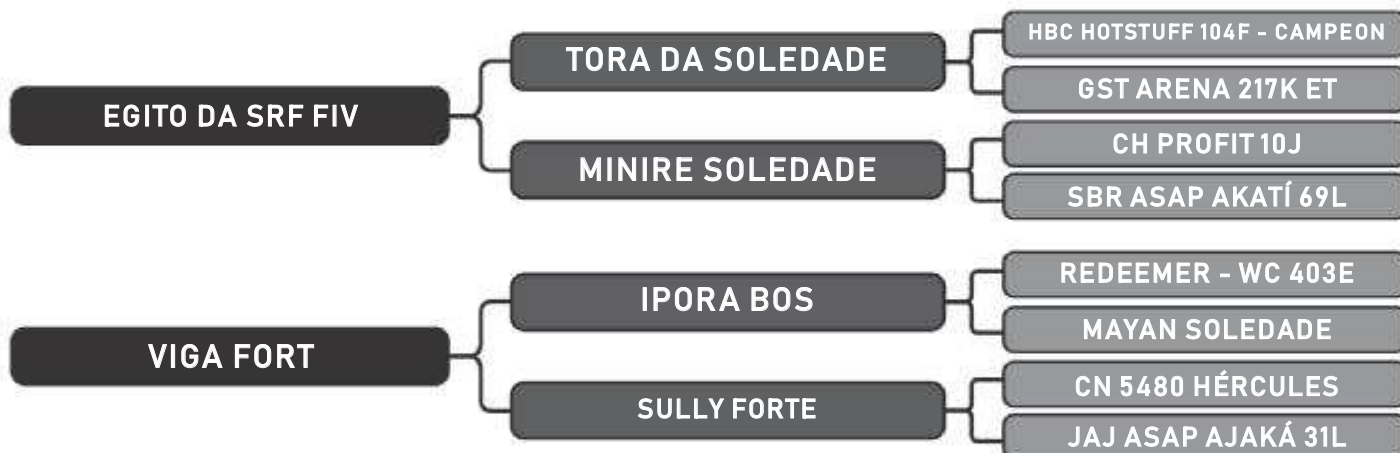 EGITO DA SRF FIV
TORA DA SOLEDADE
HBC HOTSTUFF 104F - CAMPEON
GST ARENA 217K ET
MINIRE SOLEDADE
CH PROFIT 10J
SBR ASAP AKATÍ 69L
VIGA FORT
IPORA BOS
REDEEMER - WC 403E
MAYAN SOLEDADE
SULLY FORTE
CN 5480 HÉRCULES
JAJ ASAP AJAKÁ 31L